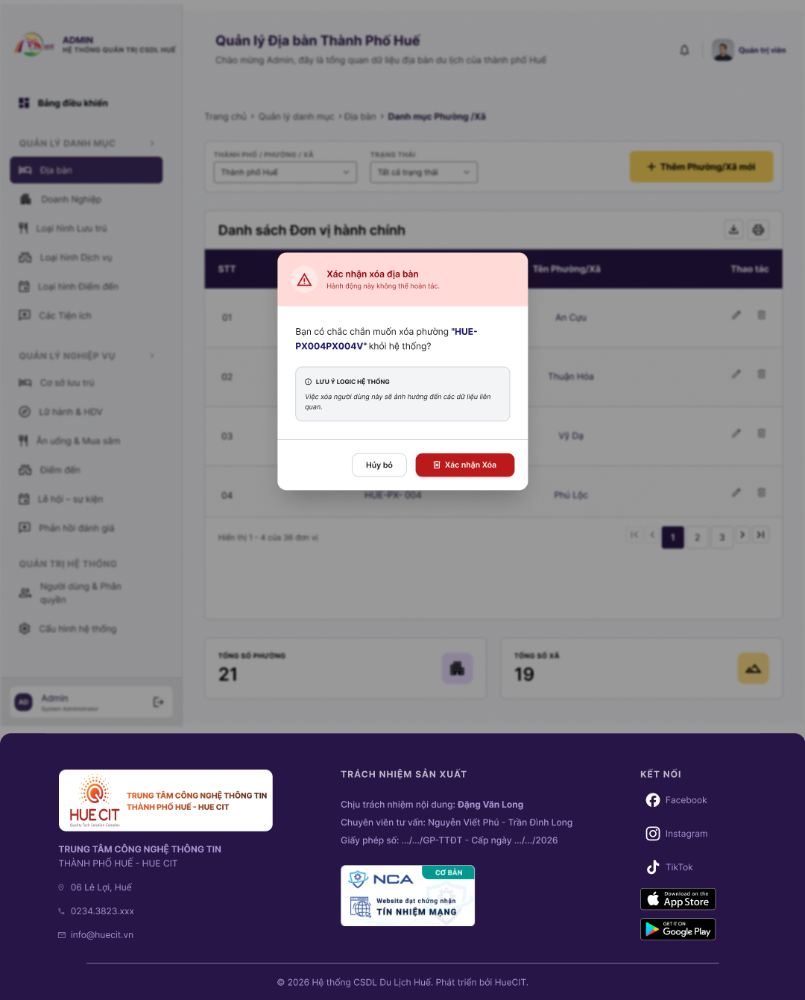 ADMIN
HỆ THỐNG QUẢN TRỊ CSDL HUẾ
Quản lý Địa bàn Thành Phố Huế
Chào mừng Admin, đây là tổng quan dữ liệu địa bàn du lịch của thành phố Huế
Quản trị viên
Bảng điều khiển
QUẢN LÝ DANH MỤC
Địa bàn
Doanh Nghiệp
Loại hình Lưu trú
Loại hình Dịch vụ
Loại hình Điểm đến
Các Tiện ích
QUẢN LÝ NGHIỆP VỤ
Cơ sở lưu trú
Lữ hành & HDV
Ăn uống & Mua sắm
Điểm đến
Lễ hội – sự kiện
Phản hồi đánh giá
QUẢN TRỊ HỆ THỐNG
Người dùng & Phân
quyền
Cấu hình hệ thống
AD
Admin
System Administrator
Trang chủ > Quản lý danh mục > Địa bàn > Danh mục Phường /Xã
THÀNH PHỐ / PHƯỜNG / XÃ
Thành phố Huế
TRẠNG THÁI
Tất cả trạng thái
+ Thêm Phường/Xã mới
Danh sách Đơn vị hành chính
STT
Tên Phường/Xã
Thao tác
01
An Cựu
02
Thuận Hóa
03
Vỹ Dạ
04
HUE-PX- 004
Phú Lộc
Xác nhận xóa địa bàn
Hành động này không thể hoàn tác.
Bạn có chắc chắn muốn xóa phường "HUE-
PX004PX004V" khỏi hệ thống?
LƯU Ý LOGIC HỆ THỐNG
Việc xóa người dùng này sẽ ảnh hưởng đến các dữ liệu liên
quan.
Hủy bỏ
Xác nhận Xóa
Hiển thị 1 - 4 của 36 đơn vị
1
2
3
TỔNG SỐ PHƯỜNG
21
TỔNG SỐ XÃ
19
HUE CIT
Quality Tech Solution Complex
TRUNG TÂM CÔNG NGHỆ THÔNG TIN
THÀNH PHỐ HUẾ - HUE CIT
TRUNG TÂM CÔNG NGHỆ THÔNG TIN
THÀNH PHỐ HUẾ - HUE CIT
06 Lê Lợi, Huế
0234.3823.xxx
info@huecit.vn
TRÁCH NHIỆM SẢN XUẤT
Chịu trách nhiệm nội dung: Đặng Văn Long
Chuyên viên tư vấn: Nguyễn Viết Phú - Trần Đình Long
Giấy phép số: .../.../GP-TTĐT - Cấp ngày .../.../2026
NCA
CƠ BẢN
Website đạt chứng nhận
TÍN NHIỆM MẠNG
KẾT NỐI
Facebook
Instagram
TikTok
Download on the
App Store
GET IT ON
Google Play
© 2026 Hệ thống CSDL Du Lịch Huế. Phát triển bởi HueCIT.